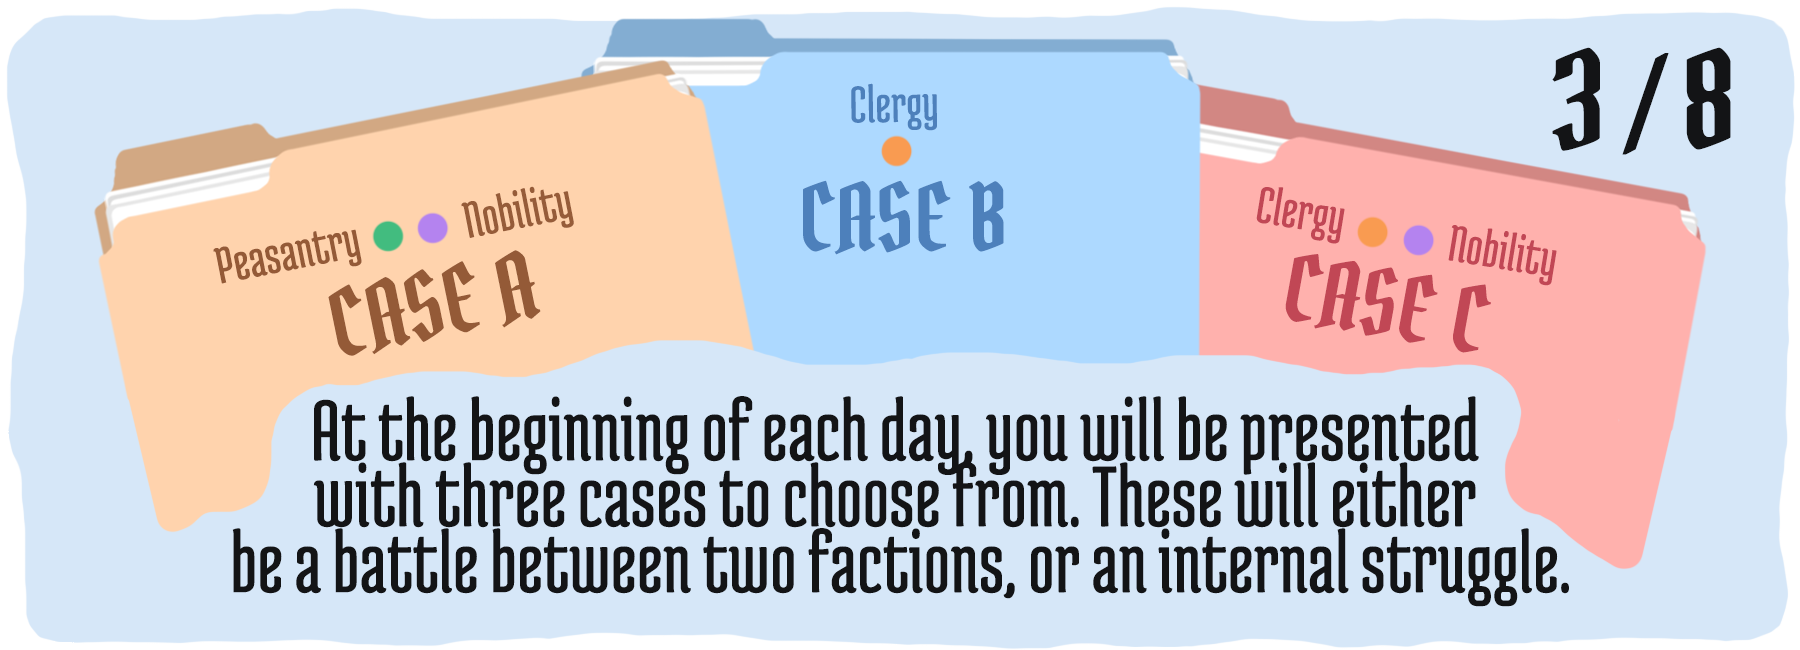 3/8
Clergy
CASE B
Peasantry Nobility
CASE A
Clergy Nobility
CASE C
At the beginning of each day, you will be presented
with three cases to choose from. These will either
be a battle between two factions, or an internal struggle.